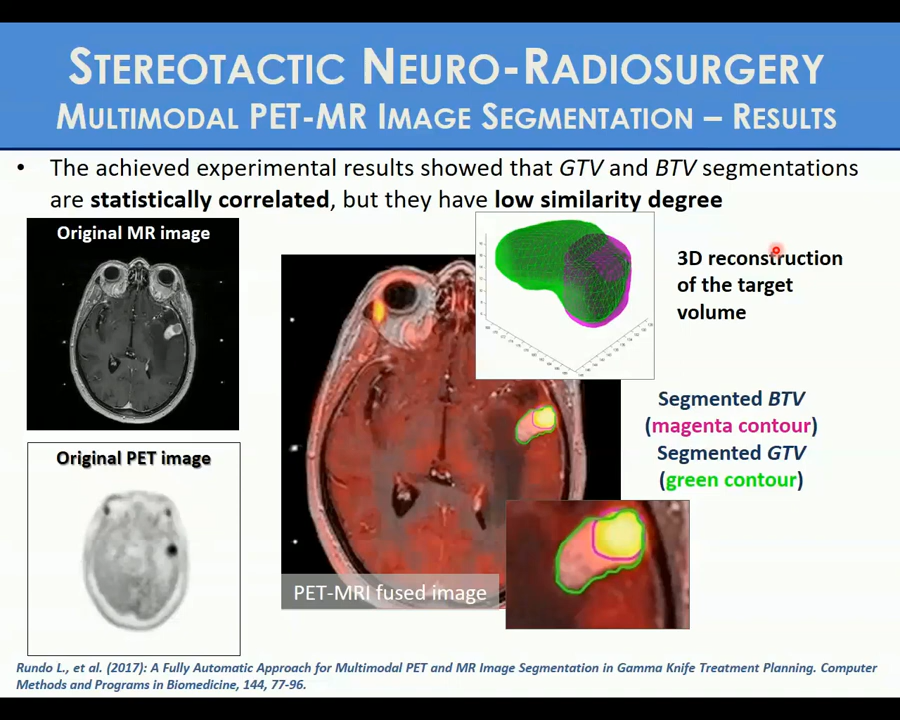 STEREOTACTIC NEURO-RADIOSURGERY
MULTIMODAL PET-MR IMAGE SEGMENTATION – RESULTS
• The achieved experimental results showed that GTV and BTV segmentations
are statistically correlated, but they have low similarity degree
Original MR image
3D reconstruction
of the target
volume
Segmented BTV
(magenta contour)
Segmented GTV
(green contour)
Original PET image
PET-MRI fused image
Rundo L., et al. (2017): A Fully Automatic Approach for Multimodal PET and MR Image Segmentation in Gamma Knife Treatment Planning. Computer
Methods and Programs in Biomedicine, 144, 77-96.